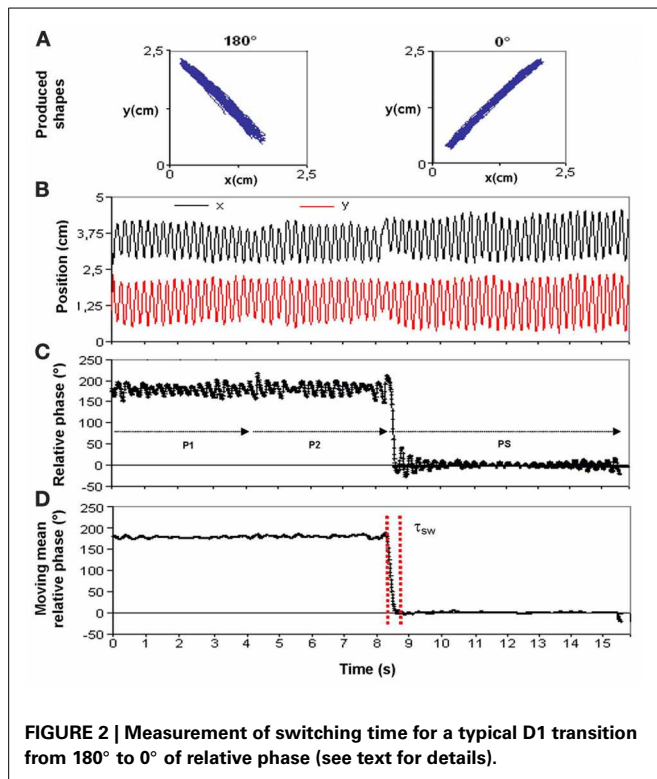 A
180°
0°
Produced
shapes
2,5
y(cm)
0
0
x(cm)
2,5
2,5
y(cm)
0
0
x(cm)
2,5
B
x
y
Position (cm)
5
3,75
2,5
1,25
0
C
Relative phase (°)
250
200
150
100
50
0
-50
P1
P2
PS
D
Moving mean
relative phase(°)
250
200
150
100
50
0
-50
τsw
0 1 2 3 4 5 6 7 8 9 10 11 12 13 14 15
Time (s)
FIGURE 2 | Measurement of switching time for a typical D1 transition
from 180° to 0° of relative phase (see text for details).